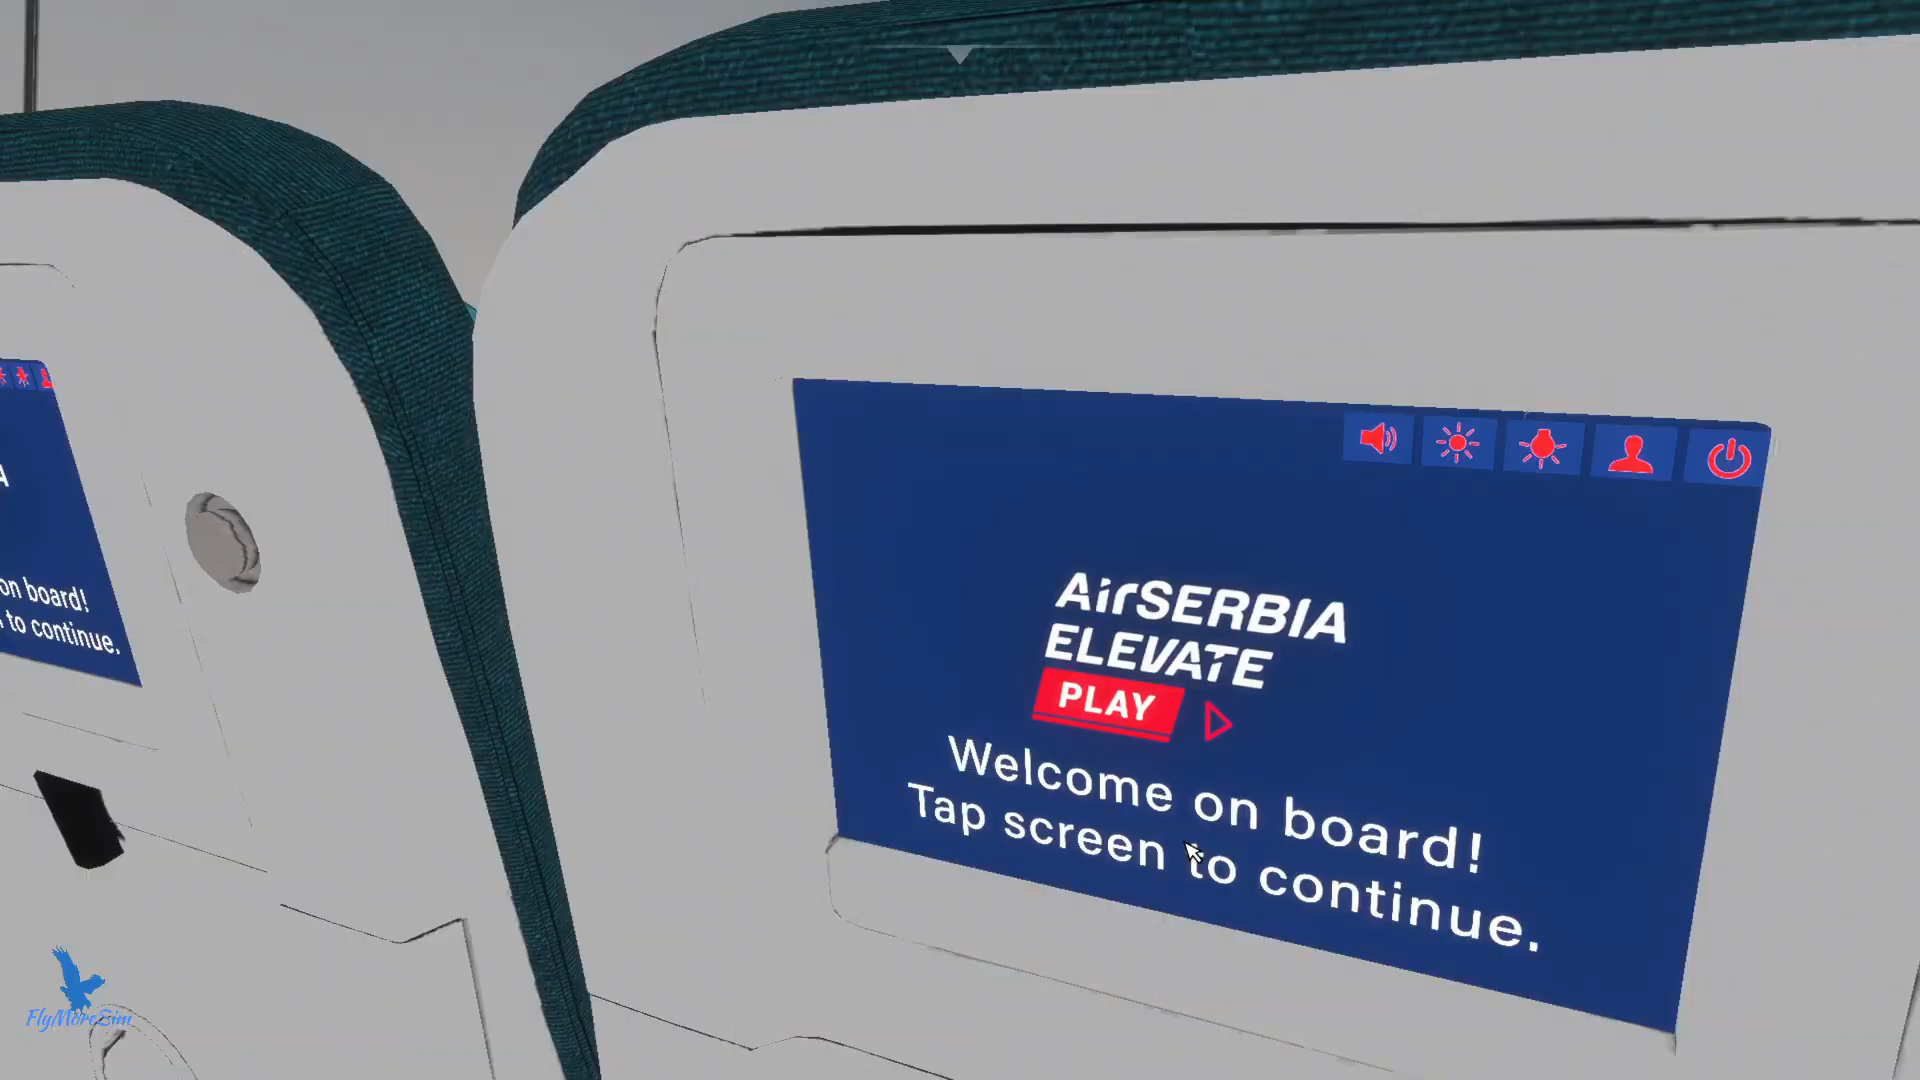 AirSERBIA
ELEVATE
PLAY
Welcome on board!
Tap screen to continue.
A
on board!
to continue.
FlyMoreSim